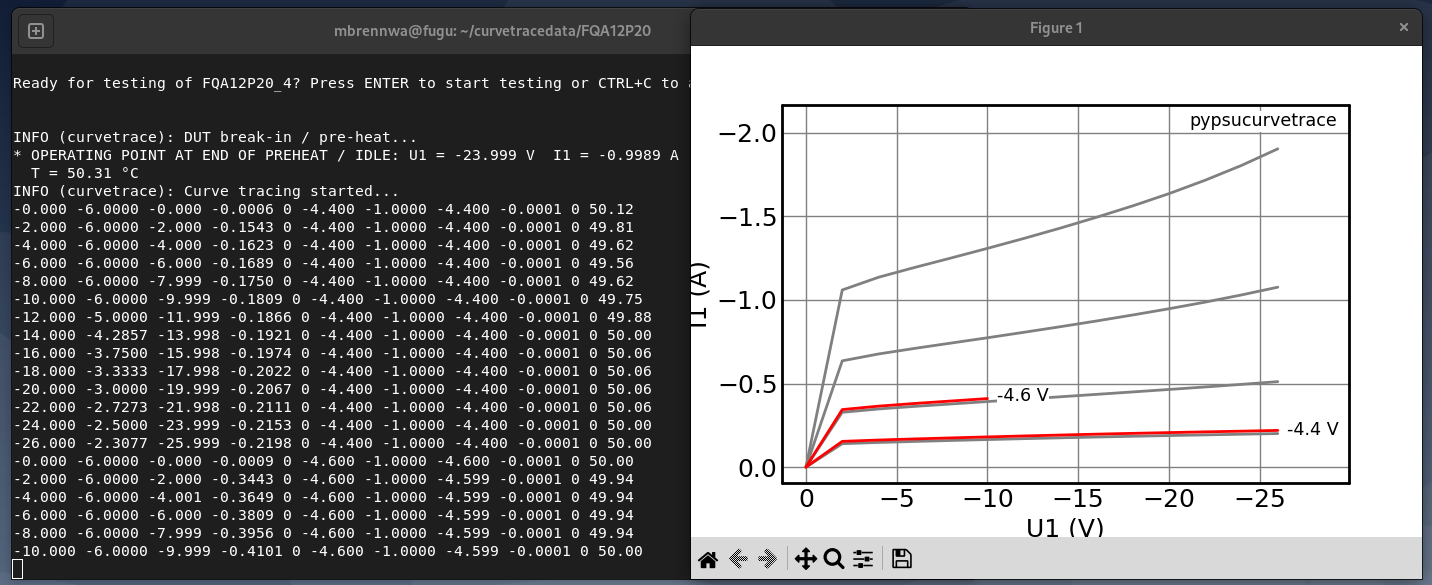 mbrennwa@fugu: ~/curvetracedata/FQA12P20
Ready for testing of FQA12P20_4? Press ENTER to start testing or CTRL+C to
INFO (curvetrace): DUT break-in / pre-heat...
* OPERATING POINT AT END OF PREHEAT / IDLE: U1 = -23.999 V  I1 = -0.9989 A
T = 50.31 °C
INFO (curvetrace): Curve tracing started...
-0.000 -6.0000 -0.000 -0.0006 0 -4.400 -1.0000 -4.400 -0.0001 0 50.12
-2.000 -6.0000 -2.000 -0.1543 0 -4.400 -1.0000 -4.400 -0.0001 0 49.81
-4.000 -6.0000 -4.000 -0.1623 0 -4.400 -1.0000 -4.400 -0.0001 0 49.62
-6.000 -6.0000 -6.000 -0.1689 0 -4.400 -1.0000 -4.400 -0.0001 0 49.56
-8.000 -6.0000 -7.999 -0.1750 0 -4.400 -1.0000 -4.400 -0.0001 0 49.62
-10.000 -6.0000 -9.999 -0.1809 0 -4.400 -1.0000 -4.400 -0.0001 0 49.75
-12.000 -5.0000 -11.999 -0.1866 0 -4.400 -1.0000 -4.400 -0.0001 0 49.88
-14.000 -4.2857 -13.998 -0.1921 0 -4.400 -1.0000 -4.400 -0.0001 0 50.00
-16.000 -3.7500 -15.998 -0.1974 0 -4.400 -1.0000 -4.400 -0.0001 0 50.06
-18.000 -3.3333 -17.998 -0.2022 0 -4.400 -1.0000 -4.400 -0.0001 0 50.06
-20.000 -3.0000 -19.999 -0.2067 0 -4.400 -1.0000 -4.400 -0.0001 0 50.06
-22.000 -2.7273 -21.998 -0.2111 0 -4.400 -1.0000 -4.400 -0.0001 0 50.06
-24.000 -2.5000 -23.999 -0.2153 0 -4.400 -1.0000 -4.400 -0.0001 0 50.00
-26.000 -2.3077 -25.999 -0.2198 0 -4.400 -1.0000 -4.400 -0.0001 0 50.00
-0.000 -6.0000 -0.000 -0.0009 0 -4.600 -1.0000 -4.600 -0.0001 0 50.00
-2.000 -6.0000 -2.000 -0.3443 0 -4.600 -1.0000 -4.599 -0.0001 0 49.94
-4.000 -6.0000 -4.001 -0.3649 0 -4.600 -1.0000 -4.599 -0.0001 0 49.94
-6.000 -6.0000 -6.000 -0.3809 0 -4.600 -1.0000 -4.599 -0.0001 0 49.94
-8.000 -6.0000 -7.999 -0.3956 0 -4.600 -1.0000 -4.599 -0.0001 0 49.94
-10.000 -6.0000 -9.999 -0.4101 0 -4.600 -1.0000 -4.599 -0.0001 0 50.00
Figure 1
pypsucurvetrace
−2.0
−1.5
−1.0
−0.5
0.0
I1 (A)
-4.6 V
-4.4 V
0 −5 −10 −15 −20 −25
U1 (V)